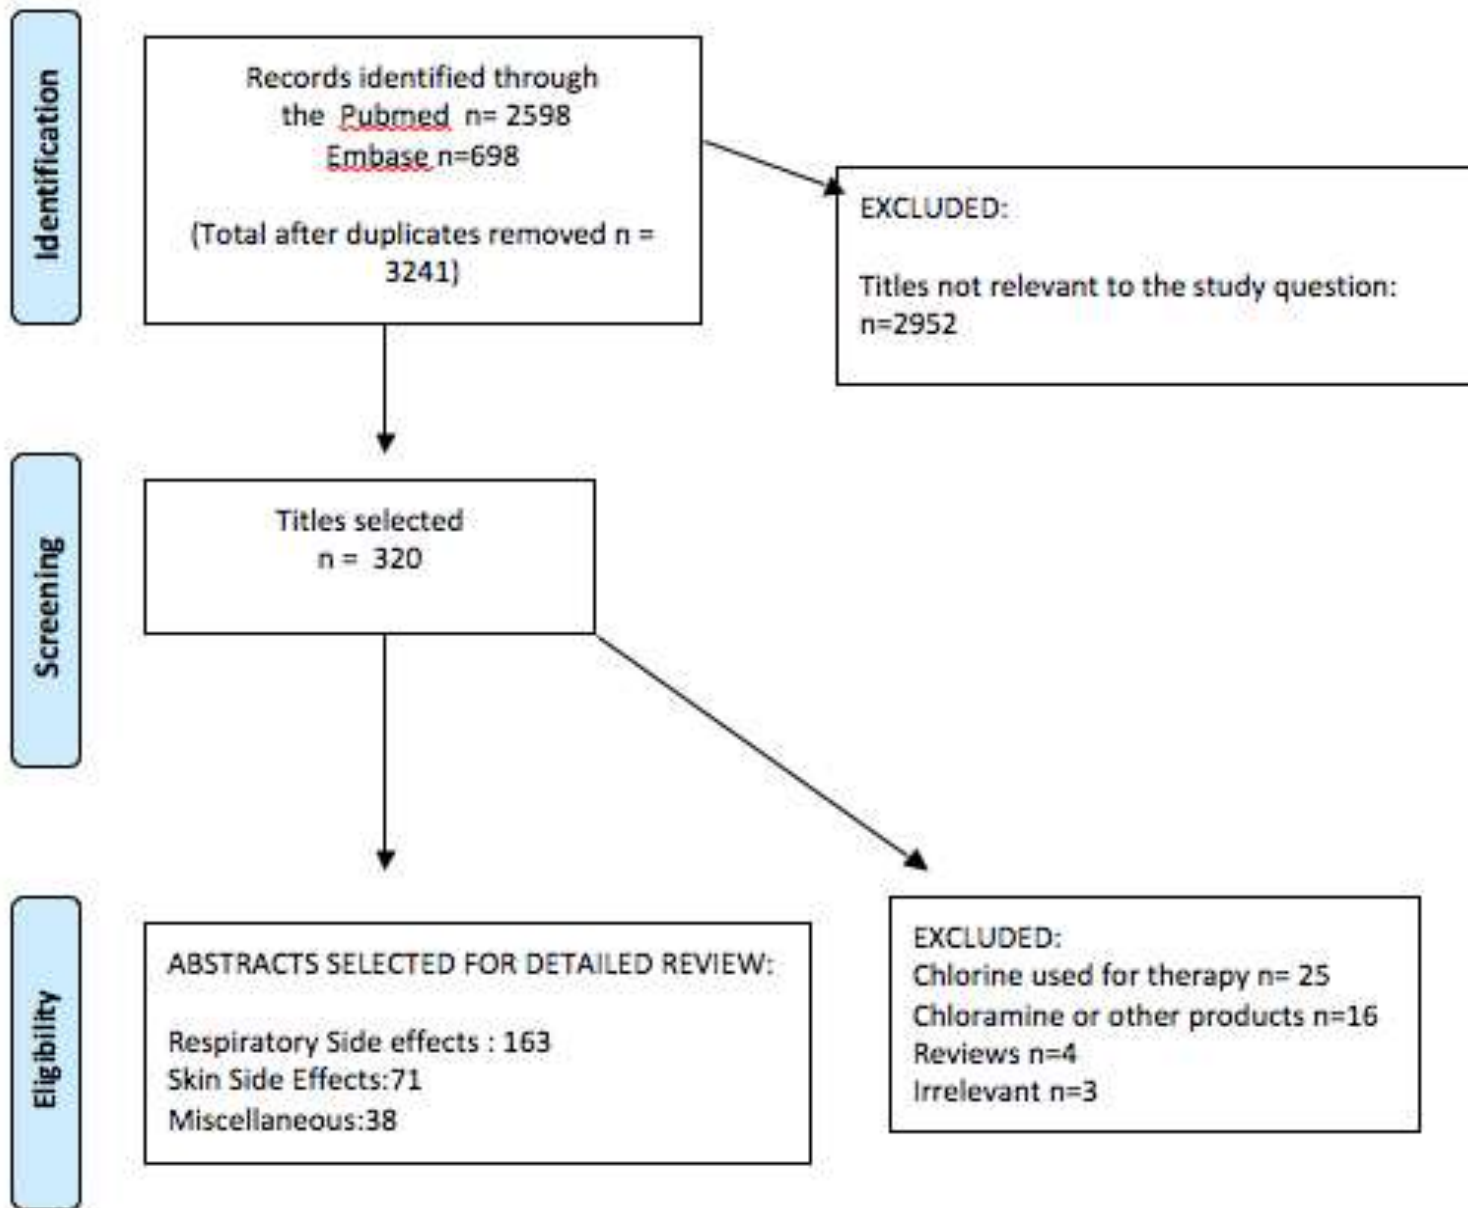 Identification
Records identified through
the Pubmed n= 2598
Embase n=698
(Total after duplicates removed n =
3241)
EXCLUDED:
Titles not relevant to the study question:
n=2952
Screening
Titles selected
n = 320
Eligibility
ABSTRACTS SELECTED FOR DETAILED REVIEW:
Respiratory Side effects : 163
Skin Side Effects:71
Miscellaneous:38
EXCLUDED:
Chlorine used for therapy n= 25
Chloramine or other products n=16
Reviews n=4
Irrelevant n=3